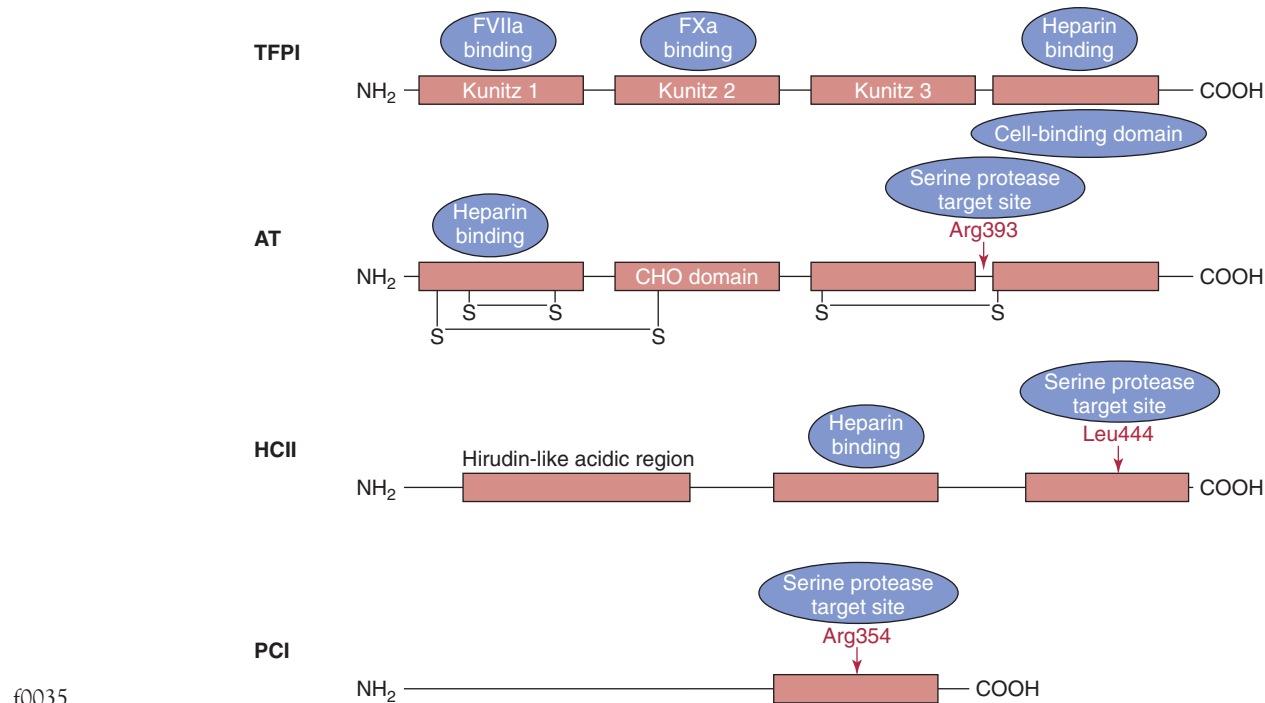 FVIIa
binding
FXa
binding
Heparin
binding
TFPI
NH2
Kunitz 1
Kunitz 2
Kunitz 3
COOH
Cell-binding domain
Serine protease
target site
Arg393
Heparin
binding
AT
NH2
CHO domain
COOH
S
S
S
S
S
S
Serine protease
target site
Leu444
Heparin
binding
HCII
Hirudin-like acidic region
NH2
COOH
Serine protease
target site
Arg354
PCI
NH2
COOH
f0035